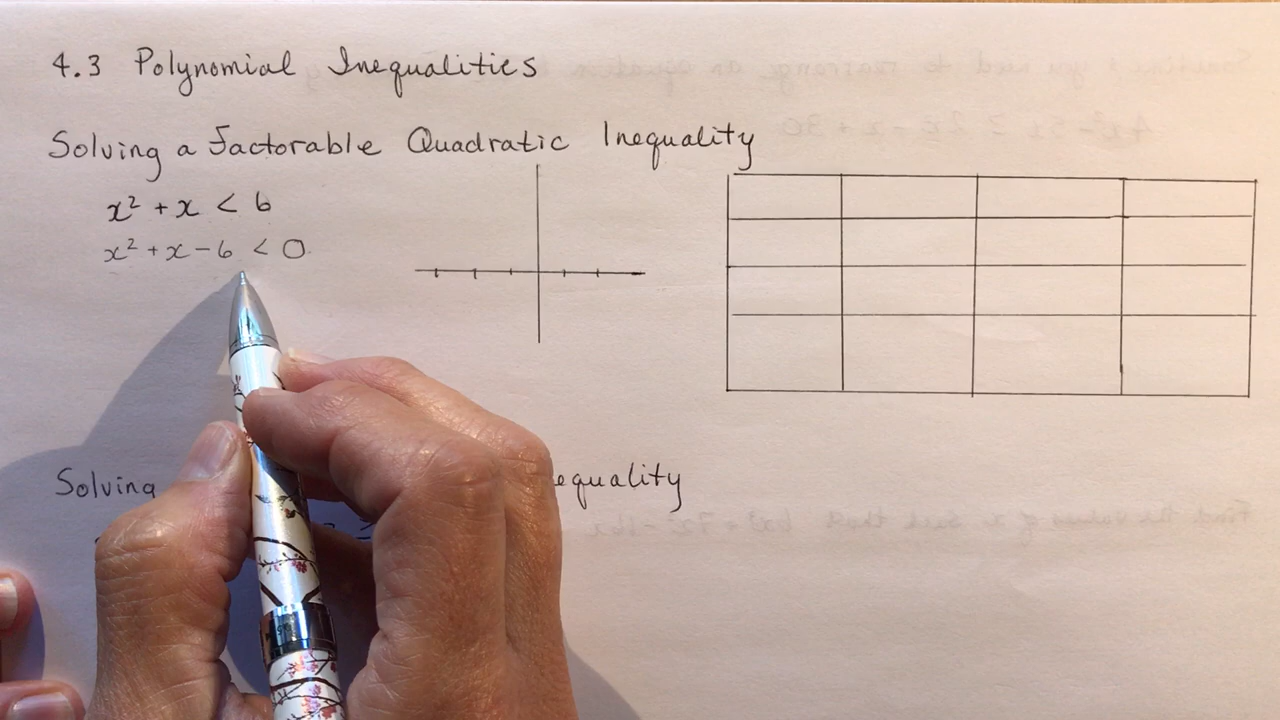 4.3 Polynomial Inequalities
Solving a Factorable Quadratic Inequality
x² + x < 6
x² + x - 6 < 0
Solving equality